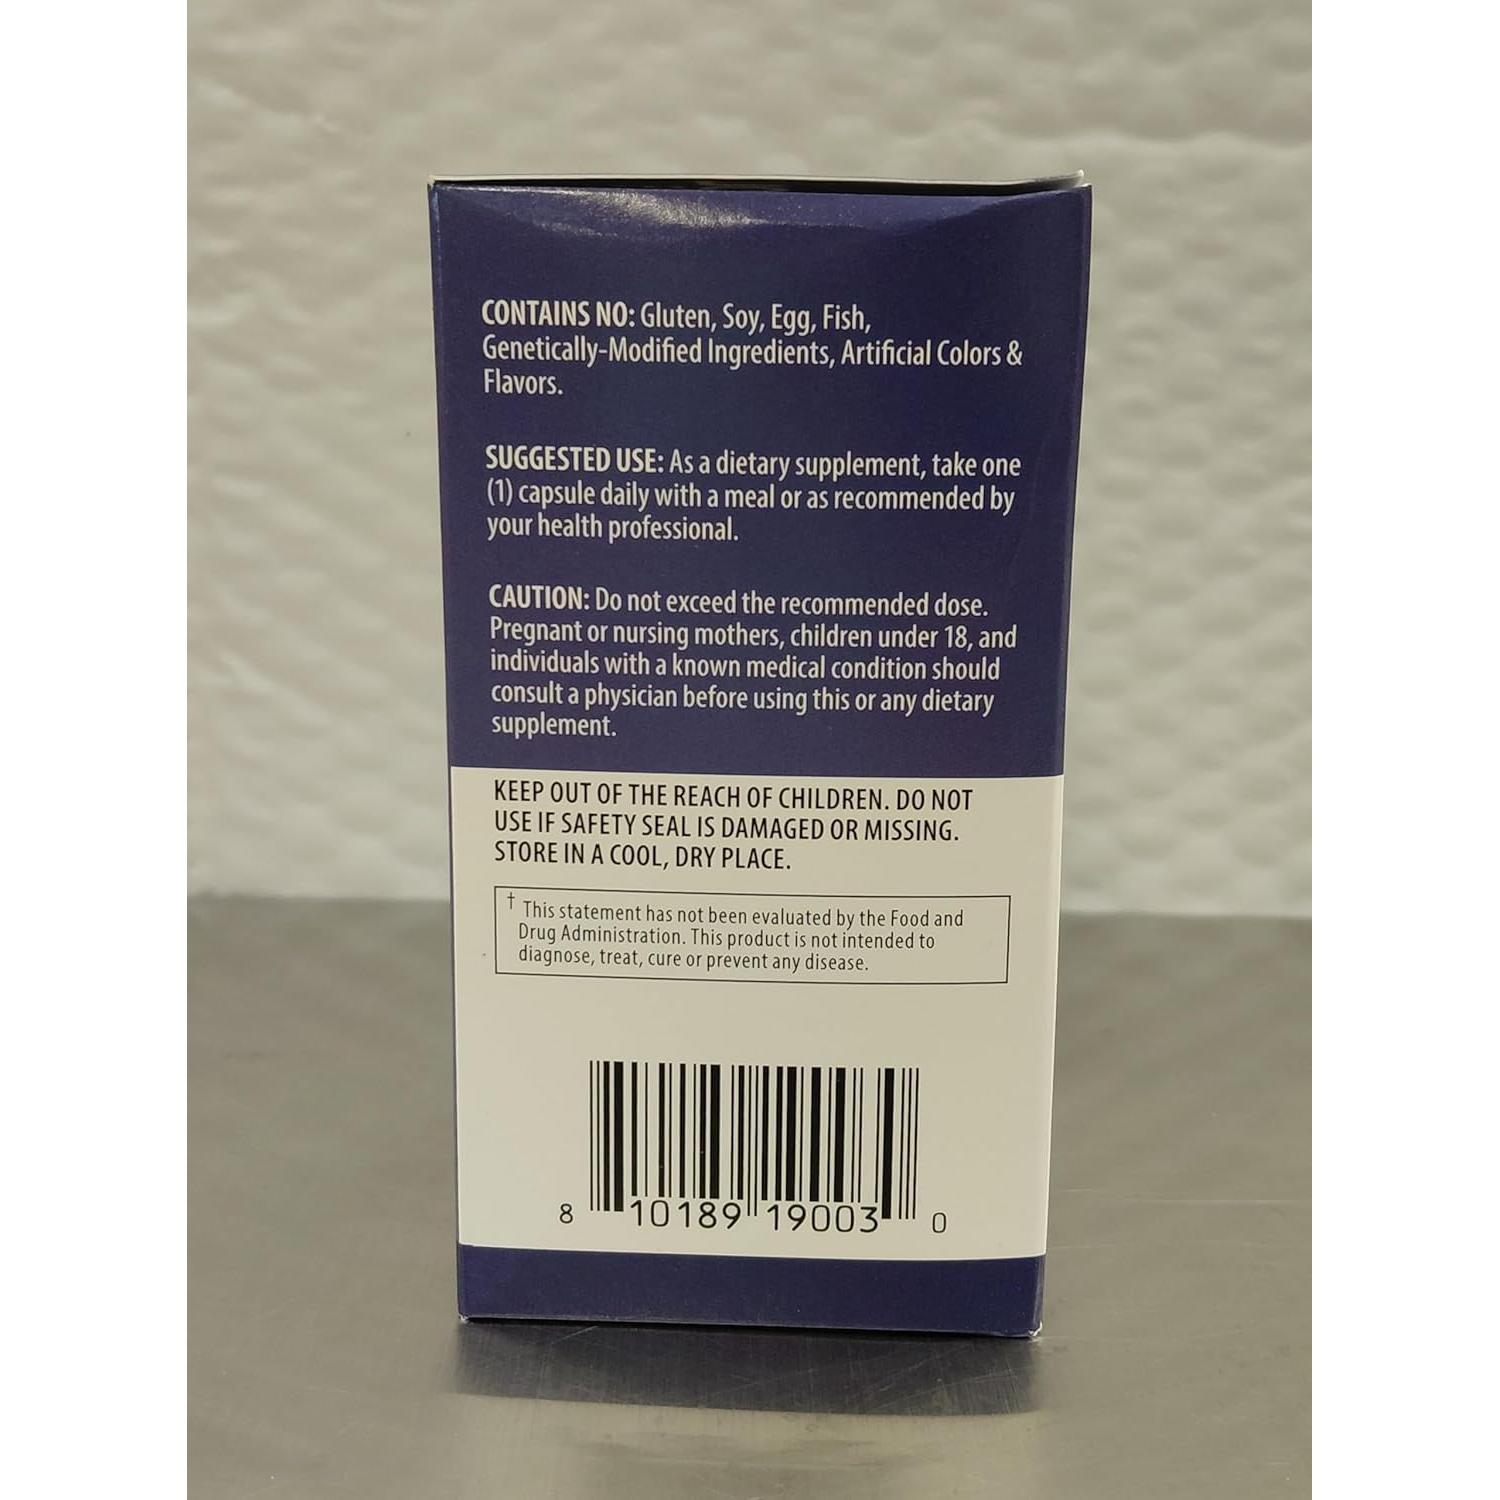 CONTAINS NO: Gluten, Soy, Egg, Fish,
Genetically-Modified Ingredients, Artificial Colors &
Flavors.
SUGGESTED USE: As a dietary supplement, take one
(1) capsule daily with a meal or as recommended by
your health professional.
CAUTION: Do not exceed the recommended dose.
Pregnant or nursing mothers, children under 18, and
individuals with a known medical condition should
consult a physician before using this or any dietary
supplement.
KEEP OUT OF THE REACH OF CHILDREN. DO NOT
USE IF SAFETY SEAL IS DAMAGED OR MISSING.
STORE IN A COOL, DRY PLACE.
† This statement has not been evaluated by the Food and
Drug Administration. This product is not intended to
diagnose, treat, cure or prevent any disease.
8 10189 19003 0